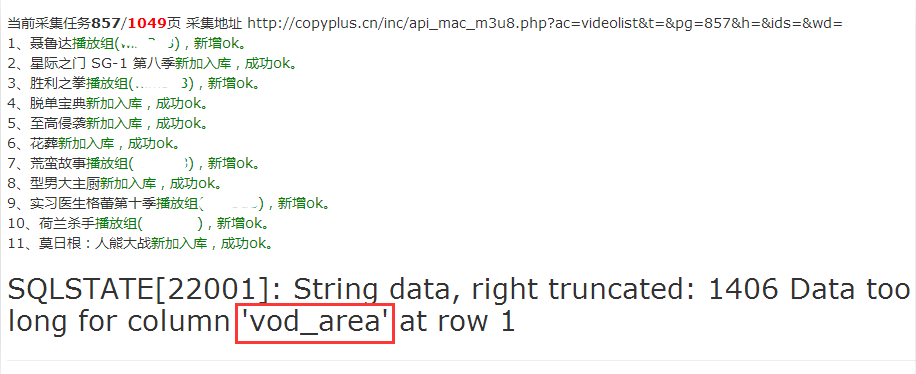 当前采集任务857/1049页 采集地址 http://copyplus.cn/inc/api_mac_m3u8.php?ac=videolist&t=&pg=857&h=&ids=&wd=
1、聂鲁达播放组( )，新增ok。
2、星际之门 SG-1 第八季新加入库，成功ok。
3、胜利之拳播放组( 3)，新增ok。
4、脱单宝典新加入库，成功ok。
5、至高侵袭新加入库，成功ok。
6、花葬新加入库，成功ok。
7、荒蛮故事播放组( )，新增ok。
8、型男大主厨新加入库，成功ok。
9、实习医生格蕾第十季播放组( )，新增ok。
10、荷兰杀手播放组( )，新增ok。
11、莫日根：人熊大战新加入库，成功ok。
SQLSTATE[22001]: String data, right truncated: 1406 Data too
long for column 'vod_area' at row 1